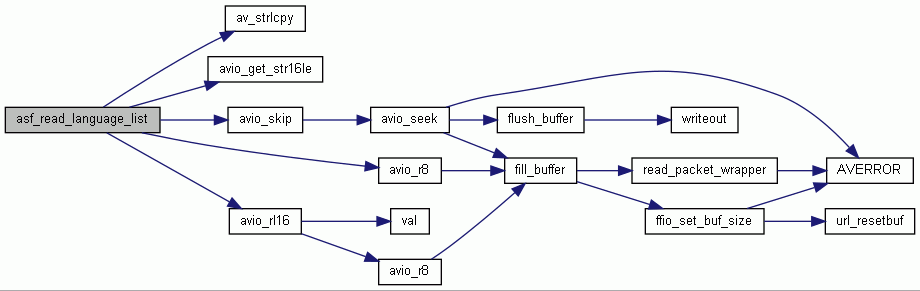 av_strlcpy
avio_get_str16le
asf_read_language_list
avio_skip
avio_seek
flush_buffer
writeout
avio_r8
fill_buffer
read_packet_wrapper
AVERROR
avio_rl16
val
ffio_set_buf_size
url_resetbuf
avio_r8